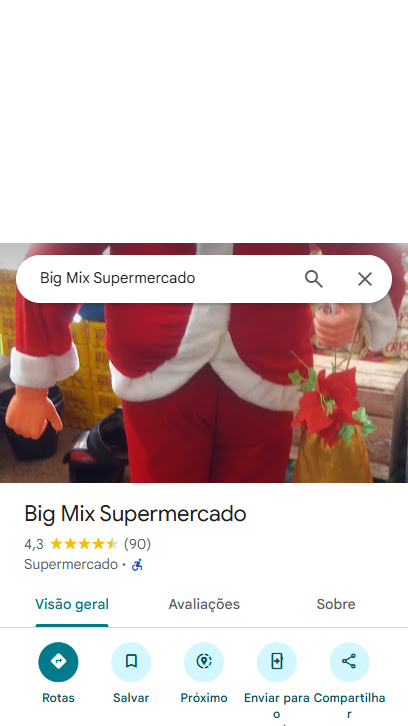 Big Mix Supermercado
Big Mix Supermercado
4,3 (90)
Supermercado ·
Visão geral Avaliações Sobre
Rotas Salvar Próximo Enviar para o Compartilhar